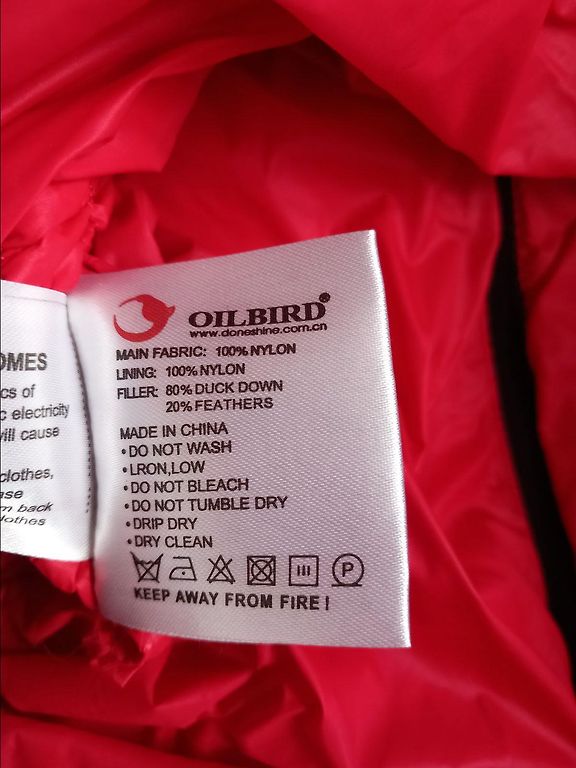 OMES
cs of
c electricity
ill cause
clothes,
se
m back
lothes
OILBIRD®
www.doneshine.com.cn
MAIN FABRIC: 100% NYLON
LINING: 100% NYLON
FILLER: 80% DUCK DOWN
20% FEATHERS
MADE IN CHINA
• DO NOT WASH
• LRON,LOW
• DO NOT BLEACH
• DO NOT TUMBLE DRY
• DRIP DRY
• DRY CLEAN
P
KEEP AWAY FROM FIRE!